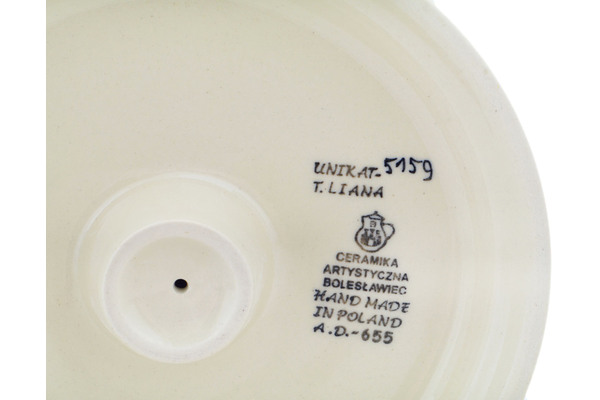 UNIKAT-5159
T. LIANA
CERAMIKA
ARTYSTYCZNA
BOLESŁAWIEC
HAND MADE
IN POLAND
A.D.-655